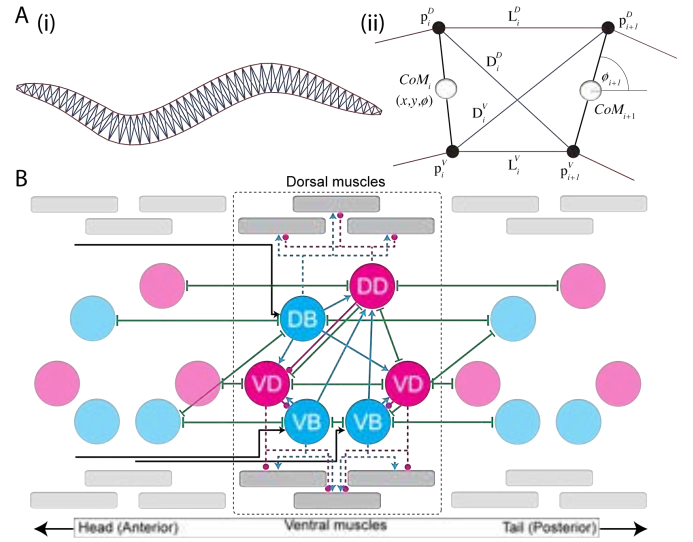 A (i)
(ii)
p_i^D L_i^D p_{i+1}^D
D_i^D
CoM_i
(x,y,ø)
D_i^V
ϕ_{i+1}
CoM_{i+1}
p_i^V L_i^V p_{i+1}^V
B
Dorsal muscles
DD
DB
VD VD
VB VB
Head (Anterior) Ventral muscles Tail (Posterior)